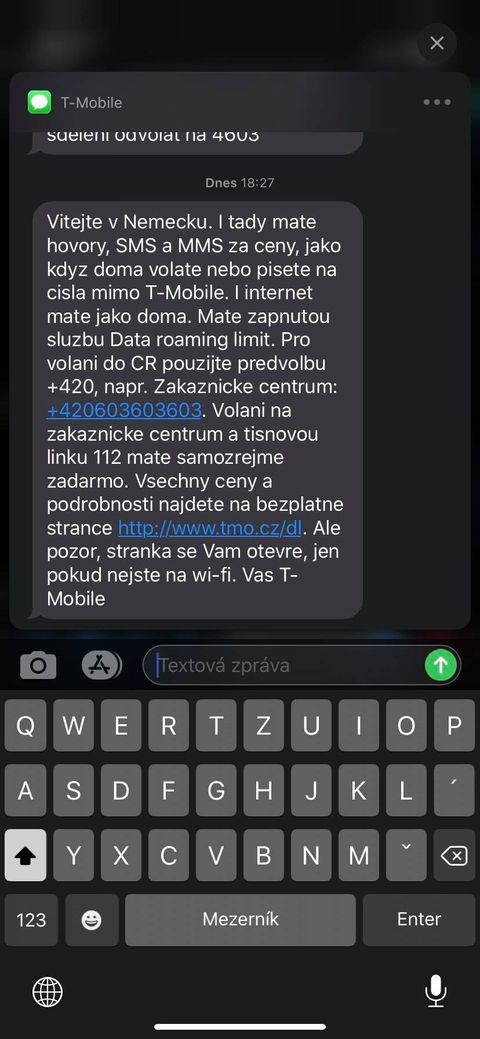 T-Mobile
sdeleni odvolat na 4603
Dnes 18:27
Vitejte v Nemecku. I tady mate
hovory, SMS a MMS za ceny, jako
kdyz doma volate nebo pisete na
cisla mimo T-Mobile. I internet
mate jako doma. Mate zapnutou
sluzbu Data roaming limit. Pro
volani do CR pouzijte predvolbu
+420, napr. Zakaznicke centrum:
+420603603603. Volani na
zakaznicke centrum a tisnovou
linku 112 mate samozrejme
zadarmo. Vsechny ceny a
podrobnosti najdete na bezplatne
strance http://www.tmo.cz/dl. Ale
pozor, stranka se Vam otevre, jen
pokud nejste na wi-fi. Vas T-
Mobile
Textová zpráva
Q W E R T Z U I O P
A S D F G H J K L ´
Y X C V B N M ˇ
123 Mezerník Enter